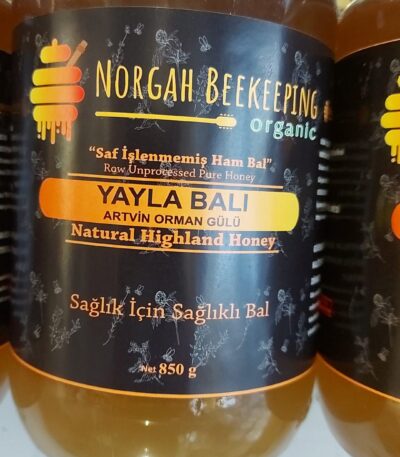 NORGAH BEEKEEPING
organic
“Saf İşlenmemiş Ham Bal”
Raw Unprocessed Pure Honey
YAYLA BALI
ARTVİN ORMAN GÜLÜ
Natural Highland Honey
Sağlık İçin Sağlıklı Bal
Net 850 g